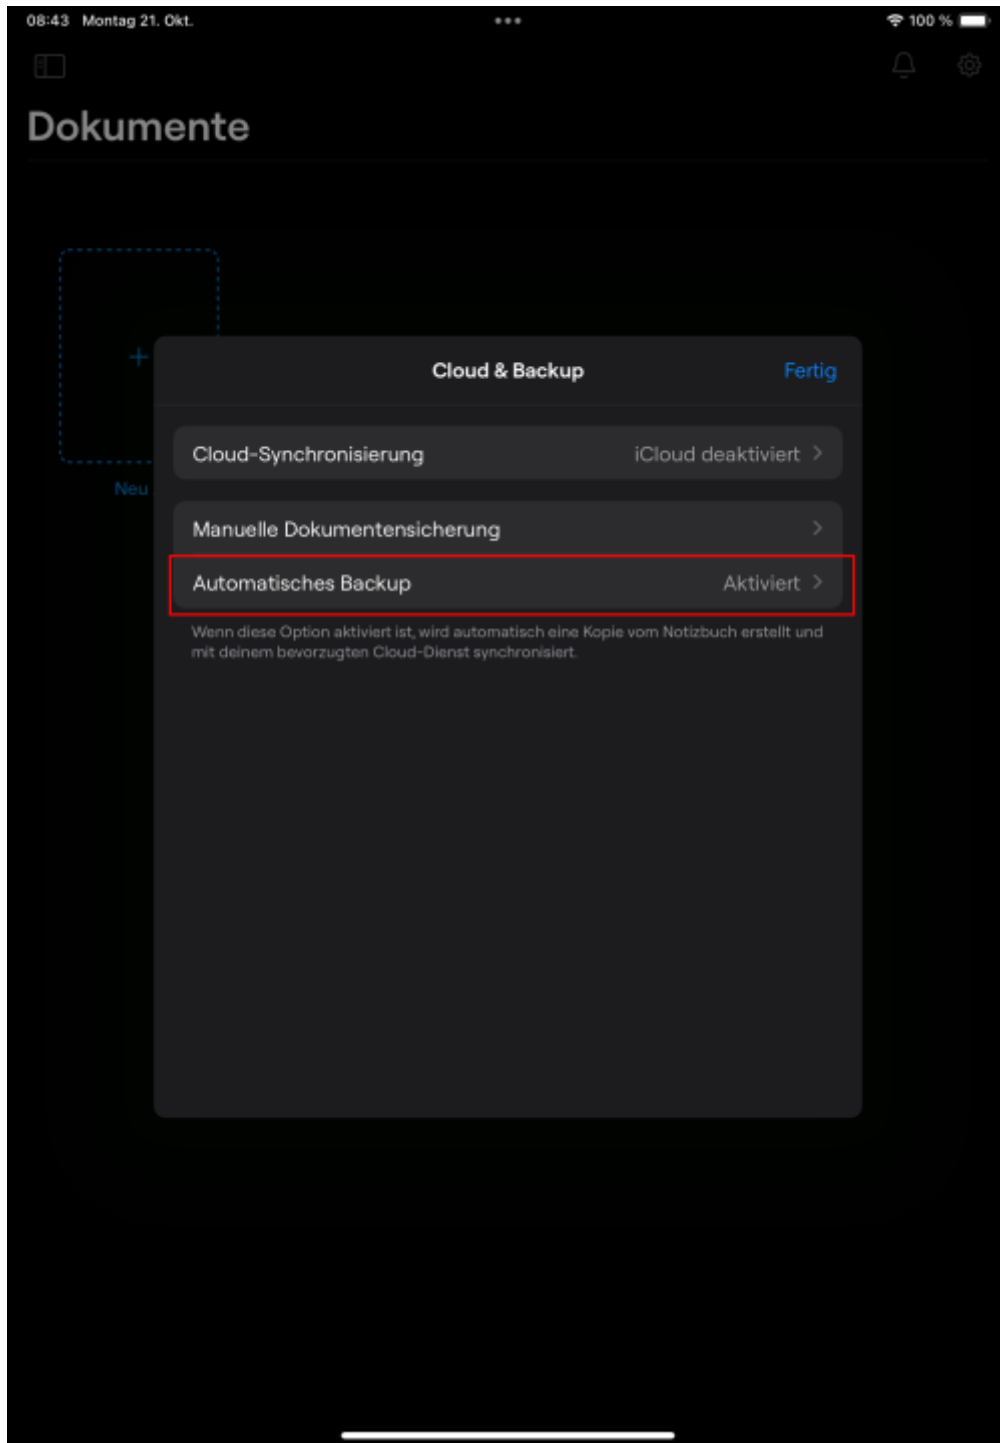 08:43 Montag 21. Okt.
100 %
Dokumente
Neu
Cloud & Backup
Fertig
Cloud-Synchronisierung
iCloud deaktiviert
Manuelle Dokumentensicherung
Automatisches Backup
Aktiviert
Wenn diese Option aktiviert ist, wird automatisch eine Kopie vom Notizbuch erstellt und
mit deinem bevorzugten Cloud-Dienst synchronisiert.